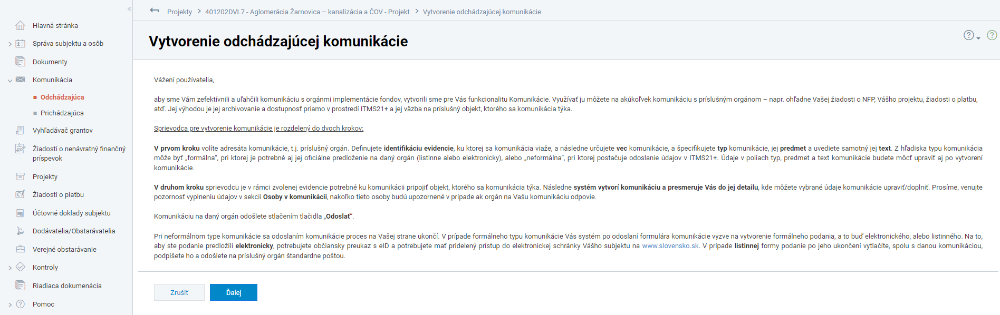 Projekty > 401202DVL7 - Aglomerácia Žarnovica – kanalizácia a ČOV - Projekt > Vytvorenie odchádzajúcej komunikácie
Hlavná stránka
Správa subjektu a osôb
Dokumenty
Komunikácia
Odchádzajúca
Prichádzajúca
Vyhľadávač grantov
Žiadosti o nenávratný finančný
príspevok
Projekty
Žiadosti o platbu
Účtovné doklady subjektu
Dodávatelia/Obstarávatelia
Verejné obstarávanie
Kontroly
Riadiaca dokumenácia
Pomoc
Vytvorenie odchádzajúcej komunikácie
Vážení používatelia,
aby sme Vám zefektívnili a uľahčili komunikáciu s orgánmi implementácie fondov, vytvorili sme pre Vás funkcionalitu Komunikácie. Využívať ju môžete na akúkoľvek komunikáciu s príslušným orgánom – napr. ohľadne Vašej žiadosti o NFP, Vášho projektu, žiadosti o platbu,
atď. Jej výhodou je jej archivovanie a dostupnosť priamo v prostredí ITMS21+ a jej väzba na príslušný objekt, ktorého sa komunikácia týka.
Sprievodca pre vytvorenie komunikácie je rozdelený do dvoch krokov:
V prvom kroku volíte adresáta komunikácie, t.j. príslušný orgán. Definujete identifikáciu evidencie, ku ktorej sa komunikácia viaže, a následne určujete vec komunikácie, a špecifikujete typ komunikácie, jej predmet a uvediete samotný jej text. Z hľadiska typu komunikácia
môže byť „formálna“, pri ktorej je potrebné aj jej oficiálne predloženie na daný orgán (listinne alebo elektronicky), alebo „neformálna“, pri ktorej postačuje odoslanie údajov v ITMS21+. Údaje v poliach typ, predmet a text komunikácie budete môcť upraviť aj po vytvorení
komunikácie.
V druhom kroku sprievodcu je v rámci zvolenej evidencie potrebné ku komunikácii pripojiť objekt, ktorého sa komunikácia týka. Následne systém vytvorí komunikáciu a presmeruje Vás do jej detailu, kde môžete vybrané údaje komunikácie upraviť/doplniť. Prosíme, venujte
pozornosť vyplneniu údajov v sekcii Osoby v komunikácii, nakoľko tieto osoby budú upozornené v prípade ak orgán na Vašu komunikáciu odpovie.
Komunikáciu na daný orgán odošlete stlačením tlačidla „Odoslať“.
Pri neformálnom type komunikácie sa odoslaním komunikácie proces na Vašej strane ukončí. V prípade formálneho typu komunikácie Vás systém po odoslaní formulára komunikácie vyzve na vytvorenie formálneho podania, a to buď elektronického, alebo listinného. Na to,
aby ste podanie predložili elektronicky, potrebujete občiansky preukaz s eID a potrebujete mať pridelený prístup do elektronickej schránky Vášho subjektu na www.slovensko.sk. V prípade listinnej formy podanie po jeho ukončení vytlačíte, spolu s danou komunikáciou,
podpíšete ho a odošlete na príslušný orgán štandardne poštou.
Zrušiť
Ďalej